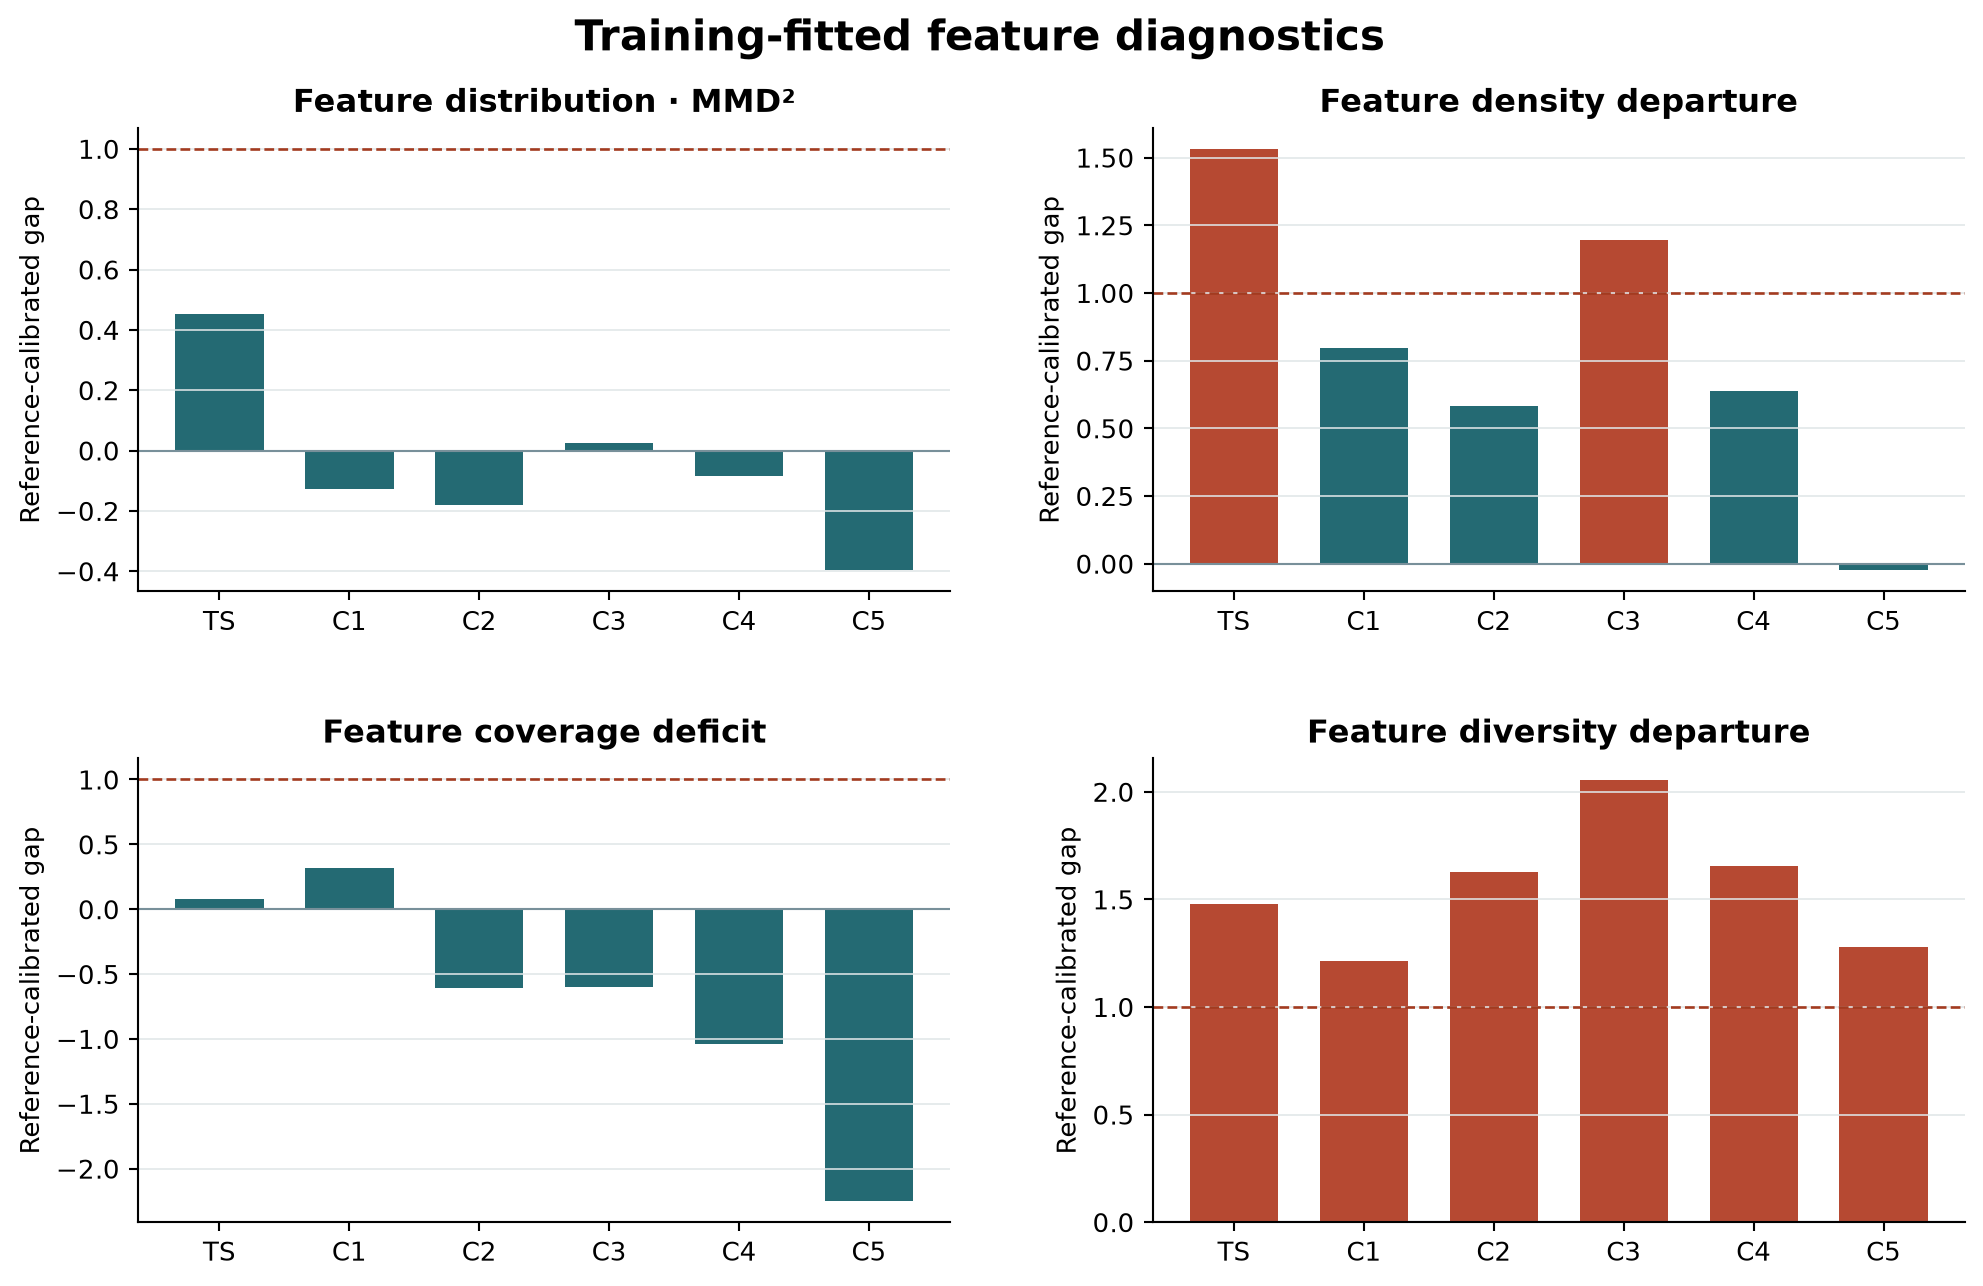 Training-fitted feature diagnostics
Feature distribution · MMD²
Reference-calibrated gap
1.0
0.8
0.6
0.4
0.2
0.0
−0.2
−0.4
TS C1 C2 C3 C4 C5
Feature density departure
Reference-calibrated gap
1.50
1.25
1.00
0.75
0.50
0.25
0.00
TS C1 C2 C3 C4 C5
Feature coverage deficit
Reference-calibrated gap
1.0
0.5
0.0
−0.5
−1.0
−1.5
−2.0
TS C1 C2 C3 C4 C5
Feature diversity departure
Reference-calibrated gap
2.0
1.5
1.0
0.5
0.0
TS C1 C2 C3 C4 C5